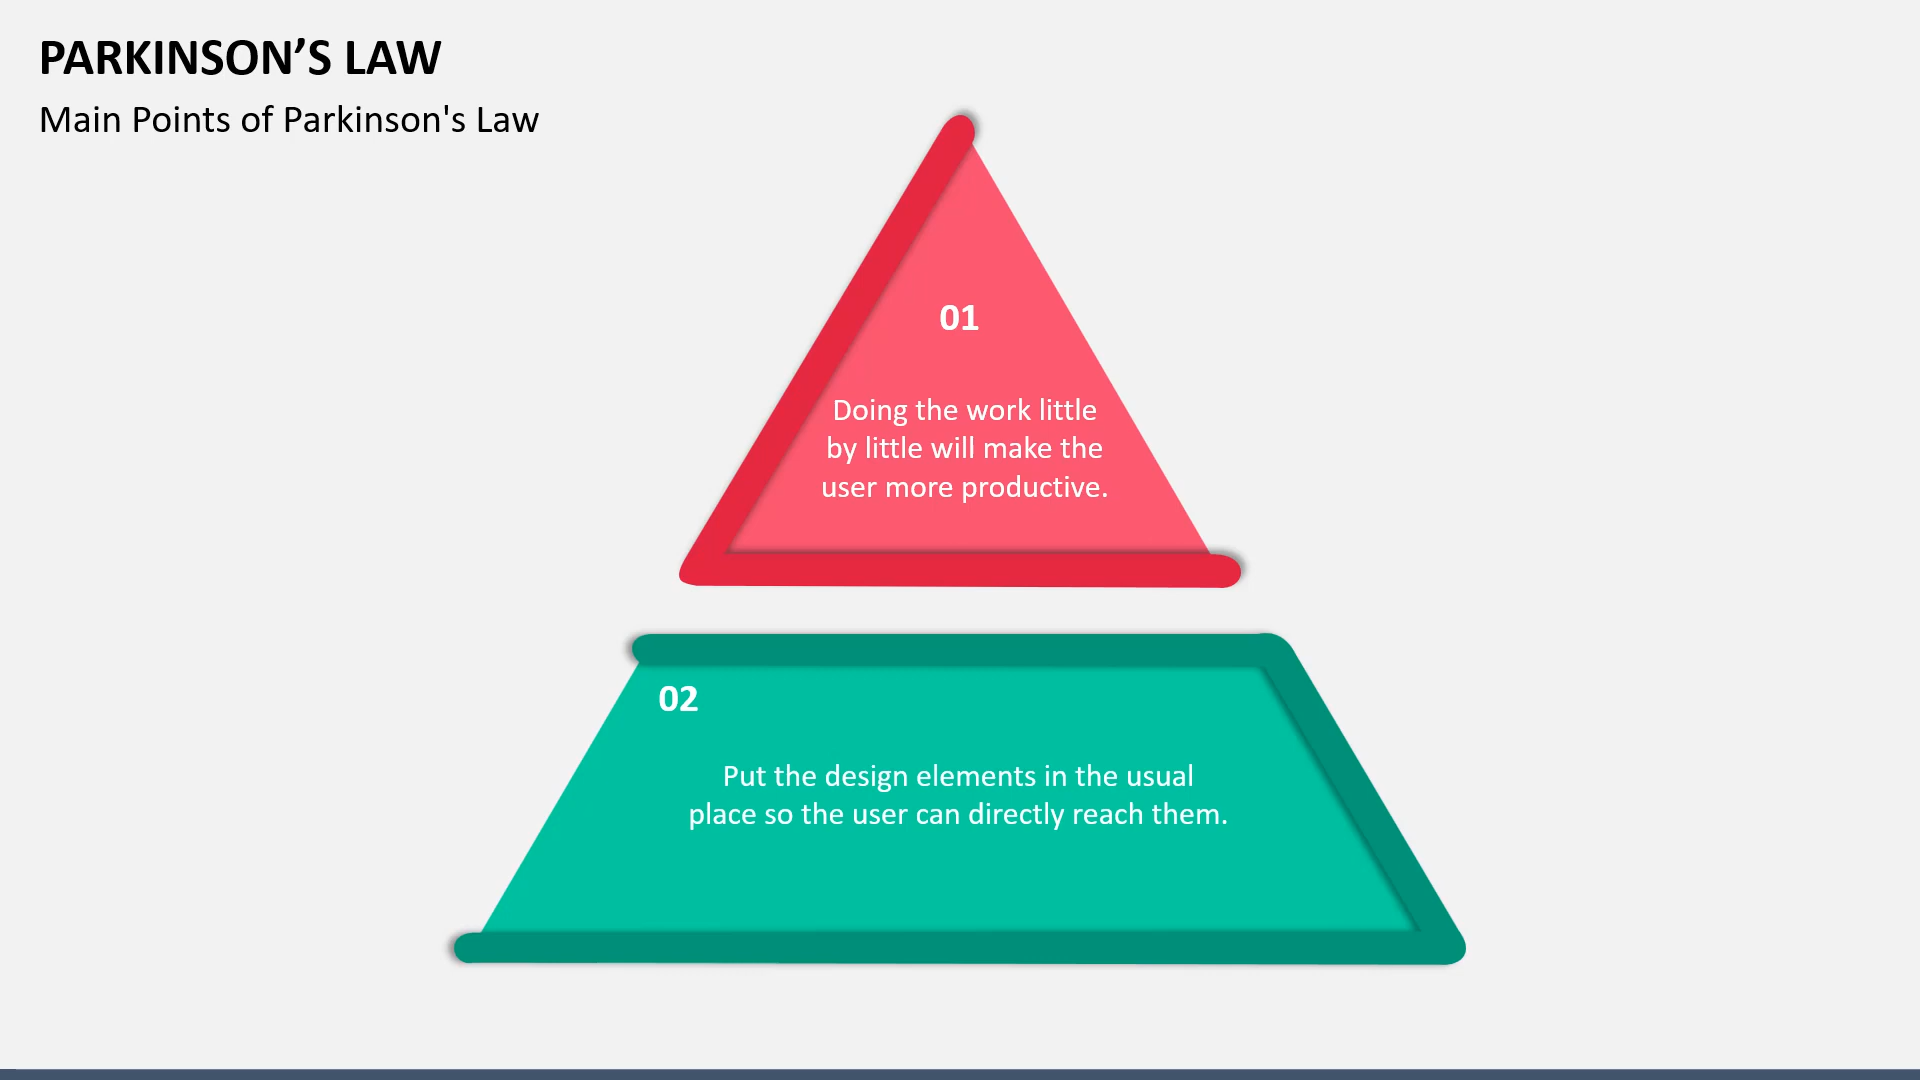 PARKINSON’S LAW
Main Points of Parkinson's Law
01
Doing the work little
by little will make the
user more productive.
02
Put the design elements in the usual
place so the user can directly reach them.